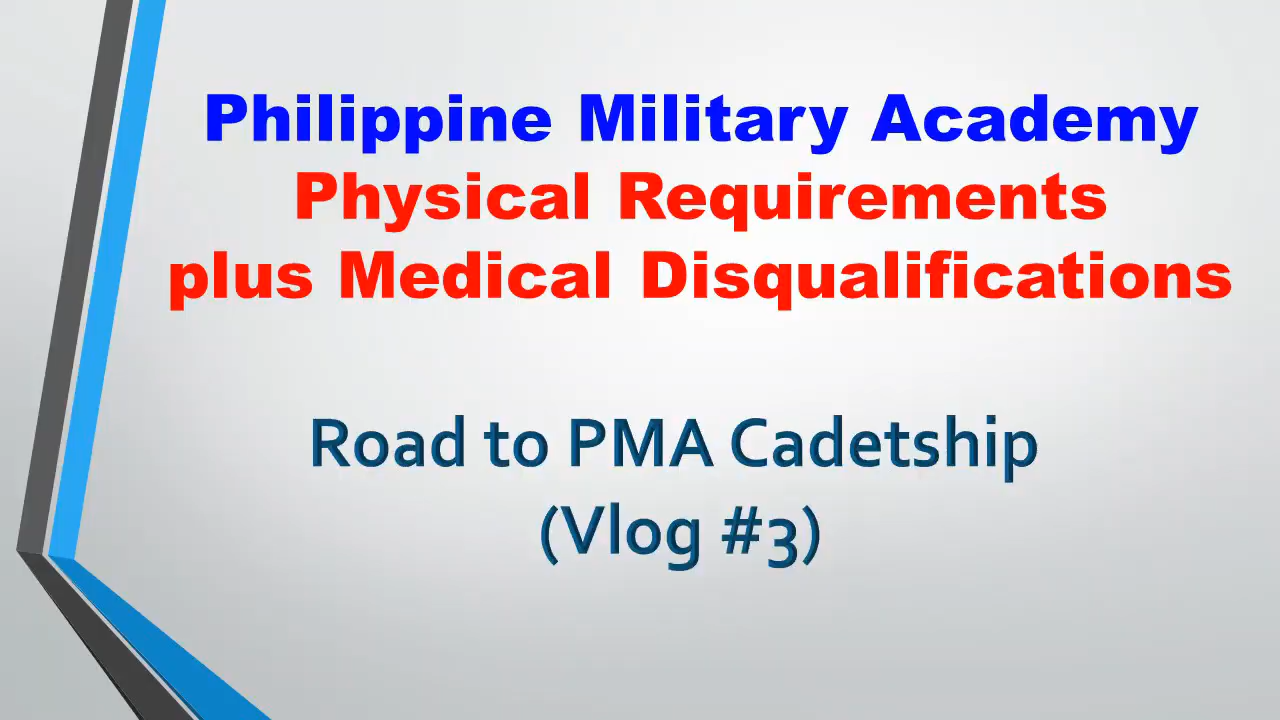 Philippine Military Academy
Physical Requirements
plus Medical Disqualifications
Road to PMA Cadetship
(Vlog #3)